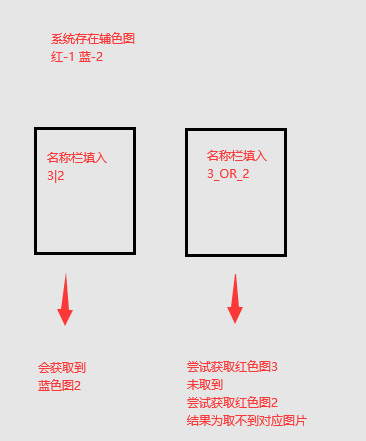 系统存在辅色图
红-1 蓝-2
名称栏填入
3|2
名称栏填入
3_OR_2
会获取到
蓝色图2
尝试获取红色图3
未取到
尝试获取红色图2
结果为取不到对应图片